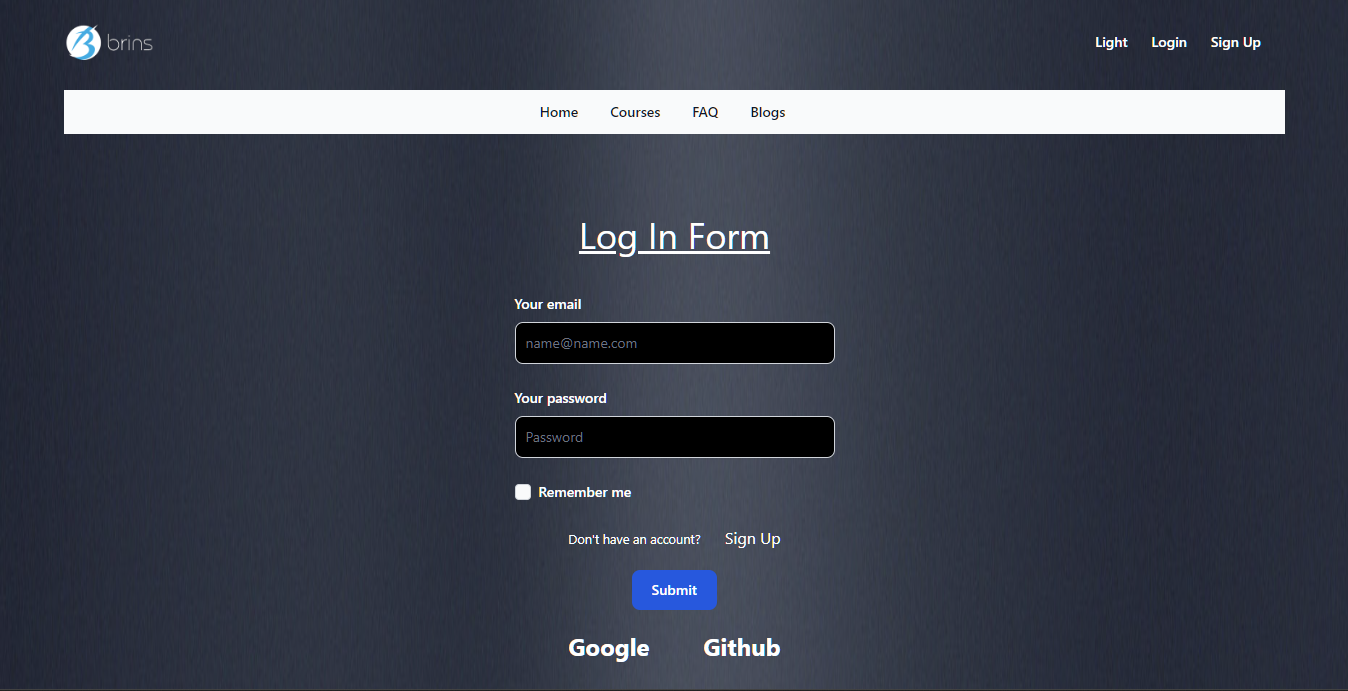 brins
Light Login Sign Up
Home Courses FAQ Blogs
Log In Form
Your email
name@name.com
Your password
Password
Remember me
Don't have an account? Sign Up
Submit
Google Github